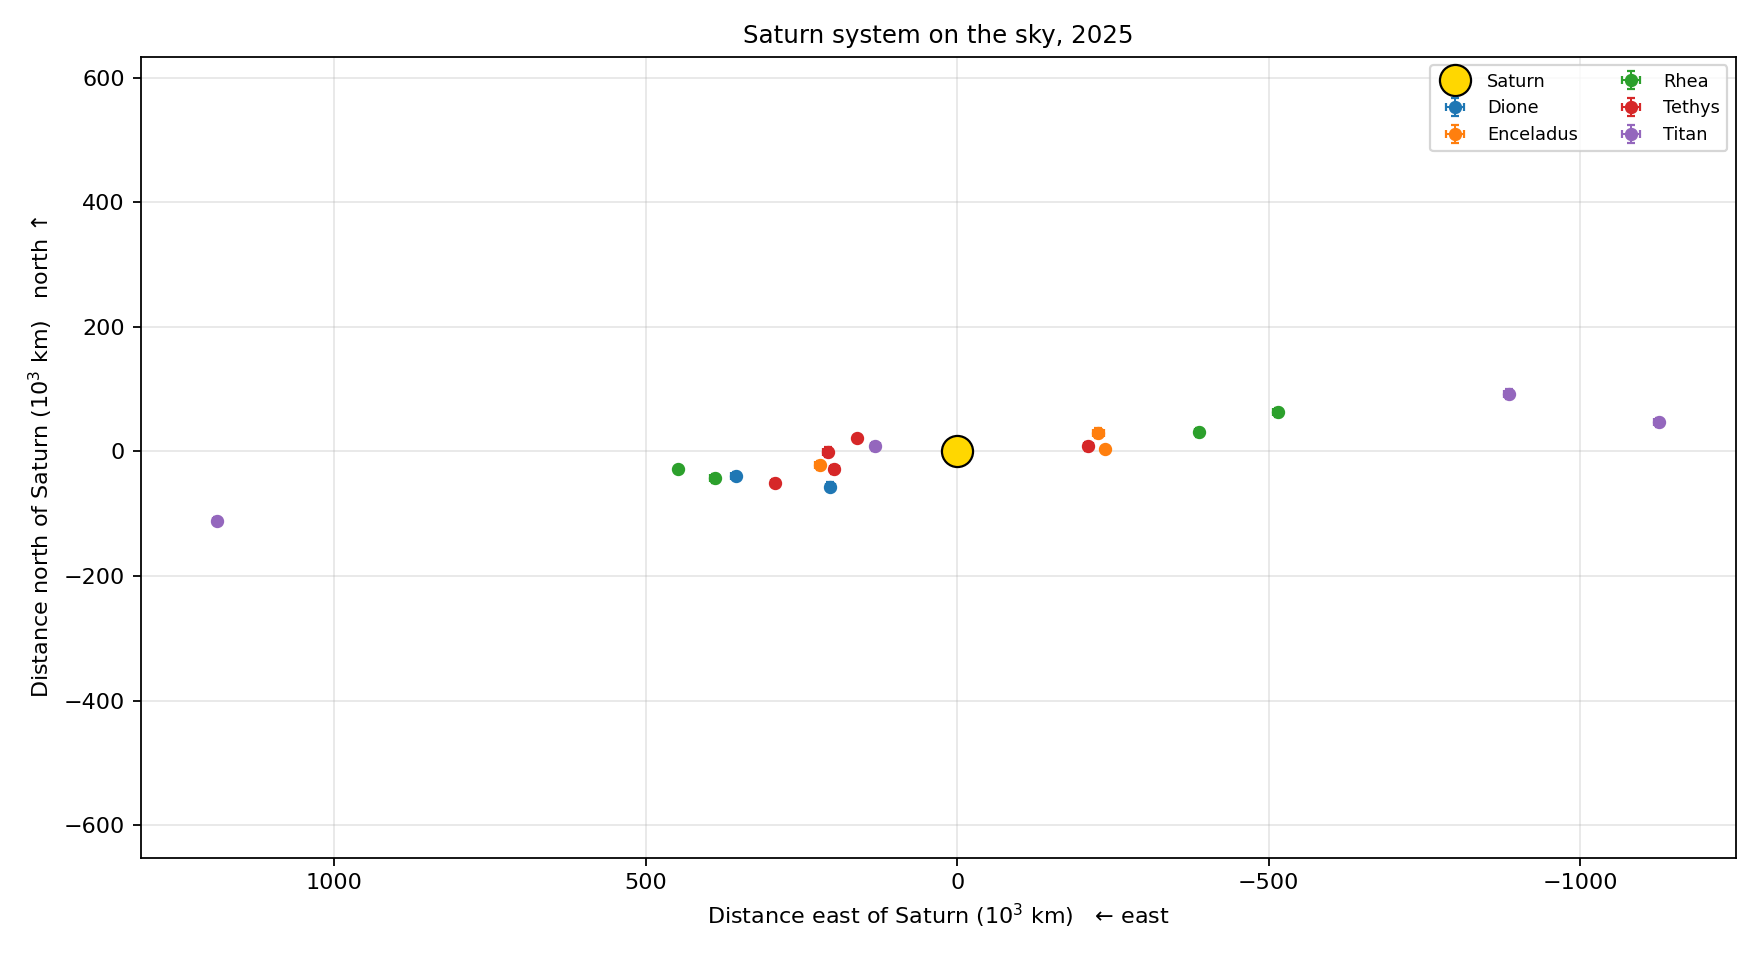 Saturn system on the sky, 2025
Saturn
Dione
Enceladus
Rhea
Tethys
Titan
Distance north of Saturn (10³ km) north ↑
600
400
200
0
−200
−400
−600
1000
500
0
−500
−1000
Distance east of Saturn (10³ km) ← east